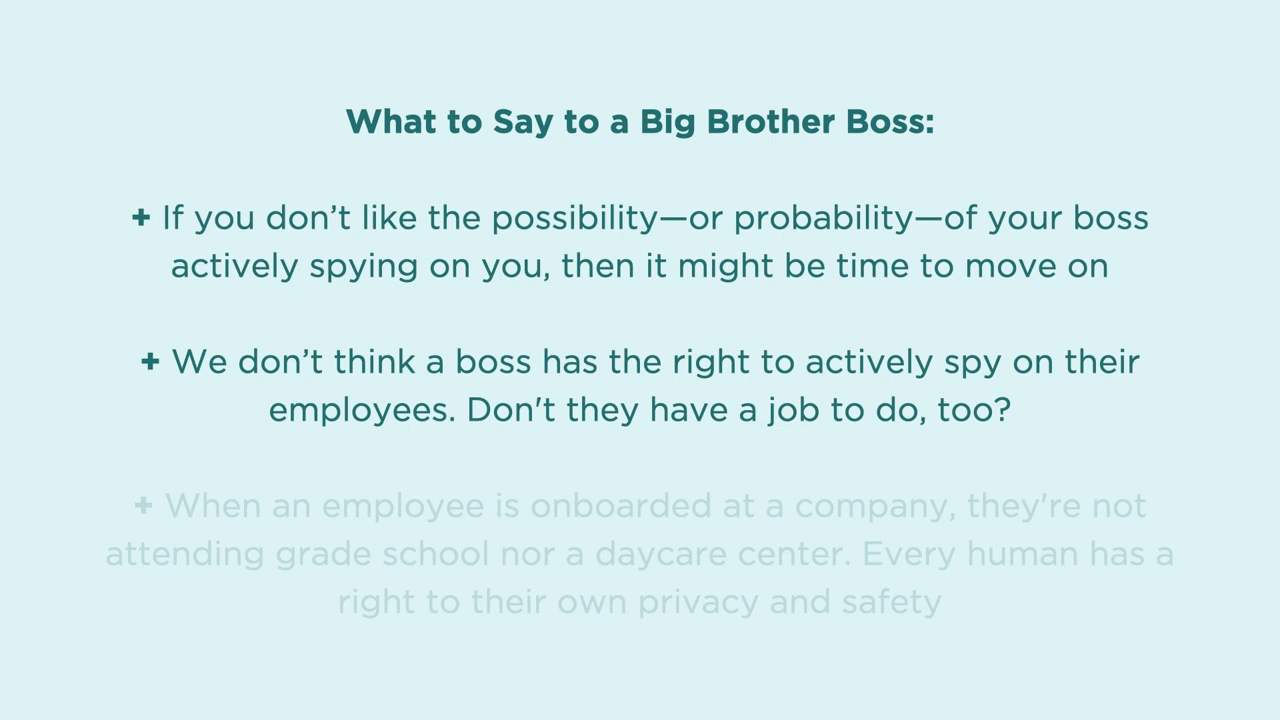 What to Say to a Big Brother Boss:
+ If you don’t like the possibility—or probability—of your boss
actively spying on you, then it might be time to move on
+ We don’t think a boss has the right to actively spy on their
employees. Don't they have a job to do, too?
+ When an employee is onboarded at a company, they're not
attending grade school nor a daycare center. Every human has a
right to their own privacy and safety